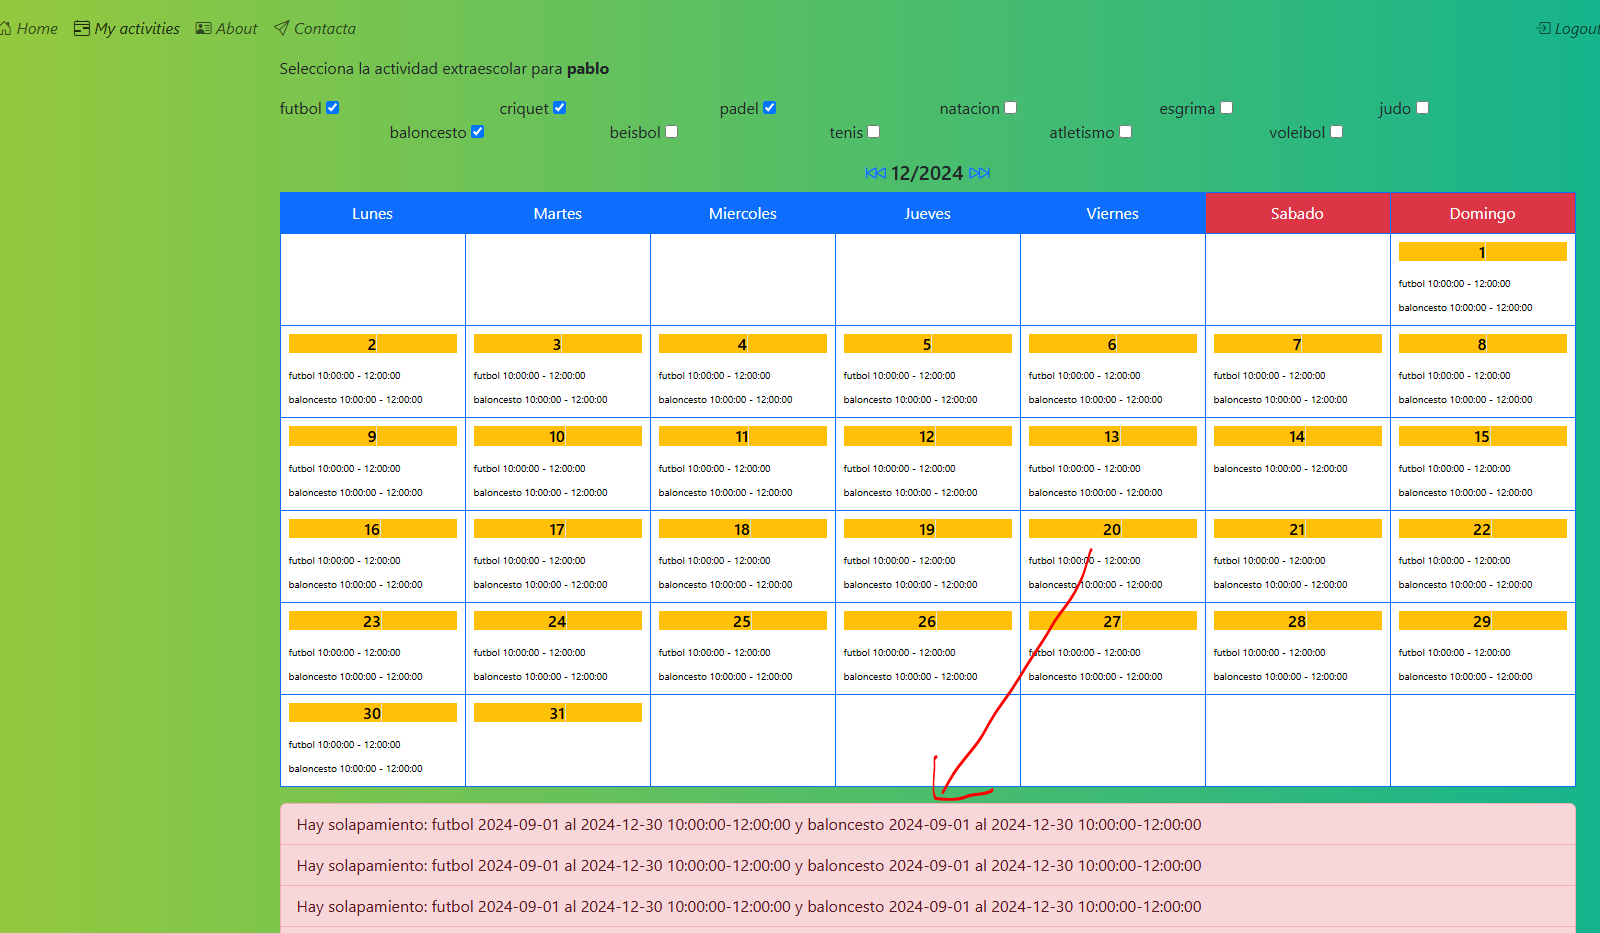 Home My activities About Contacta Logout
Selecciona la actividad extraescolar para pablo
futbol criquet padel natacion esgrima judo
baloncesto beisbol tenis atletismo voleibol
12/2024
Lunes Martes Miercoles Jueves Viernes Sabado Domingo
1
futbol 10:00:00 - 12:00:00
baloncesto 10:00:00 - 12:00:00
2 3 4 5 6 7 8
futbol 10:00:00 - 12:00:00 futbol 10:00:00 - 12:00:00 futbol 10:00:00 - 12:00:00 futbol 10:00:00 - 12:00:00 futbol 10:00:00 - 12:00:00 futbol 10:00:00 - 12:00:00 futbol 10:00:00 - 12:00:00
baloncesto 10:00:00 - 12:00:00 baloncesto 10:00:00 - 12:00:00 baloncesto 10:00:00 - 12:00:00 baloncesto 10:00:00 - 12:00:00 baloncesto 10:00:00 - 12:00:00 baloncesto 10:00:00 - 12:00:00 baloncesto 10:00:00 - 12:00:00
9 10 11 12 13 14 15
futbol 10:00:00 - 12:00:00 futbol 10:00:00 - 12:00:00 futbol 10:00:00 - 12:00:00 futbol 10:00:00 - 12:00:00 futbol 10:00:00 - 12:00:00 baloncesto 10:00:00 - 12:00:00 futbol 10:00:00 - 12:00:00
baloncesto 10:00:00 - 12:00:00 baloncesto 10:00:00 - 12:00:00 baloncesto 10:00:00 - 12:00:00 baloncesto 10:00:00 - 12:00:00 baloncesto 10:00:00 - 12:00:00 baloncesto 10:00:00 - 12:00:00
16 17 18 19 20 21 22
futbol 10:00:00 - 12:00:00 futbol 10:00:00 - 12:00:00 futbol 10:00:00 - 12:00:00 futbol 10:00:00 - 12:00:00 futbol 10:00:00 - 12:00:00 futbol 10:00:00 - 12:00:00 futbol 10:00:00 - 12:00:00
baloncesto 10:00:00 - 12:00:00 baloncesto 10:00:00 - 12:00:00 baloncesto 10:00:00 - 12:00:00 baloncesto 10:00:00 - 12:00:00 baloncesto 10:00:00 - 12:00:00 baloncesto 10:00:00 - 12:00:00 baloncesto 10:00:00 - 12:00:00
23 24 25 26 27 28 29
futbol 10:00:00 - 12:00:00 futbol 10:00:00 - 12:00:00 futbol 10:00:00 - 12:00:00 futbol 10:00:00 - 12:00:00 futbol 10:00:00 - 12:00:00 futbol 10:00:00 - 12:00:00 futbol 10:00:00 - 12:00:00
baloncesto 10:00:00 - 12:00:00 baloncesto 10:00:00 - 12:00:00 baloncesto 10:00:00 - 12:00:00 baloncesto 10:00:00 - 12:00:00 baloncesto 10:00:00 - 12:00:00 baloncesto 10:00:00 - 12:00:00 baloncesto 10:00:00 - 12:00:00
30 31
futbol 10:00:00 - 12:00:00
baloncesto 10:00:00 - 12:00:00
Hay solapamiento: futbol 2024-09-01 al 2024-12-30 10:00:00-12:00:00 y baloncesto 2024-09-01 al 2024-12-30 10:00:00-12:00:00
Hay solapamiento: futbol 2024-09-01 al 2024-12-30 10:00:00-12:00:00 y baloncesto 2024-09-01 al 2024-12-30 10:00:00-12:00:00
Hay solapamiento: futbol 2024-09-01 al 2024-12-30 10:00:00-12:00:00 y baloncesto 2024-09-01 al 2024-12-30 10:00:00-12:00:00